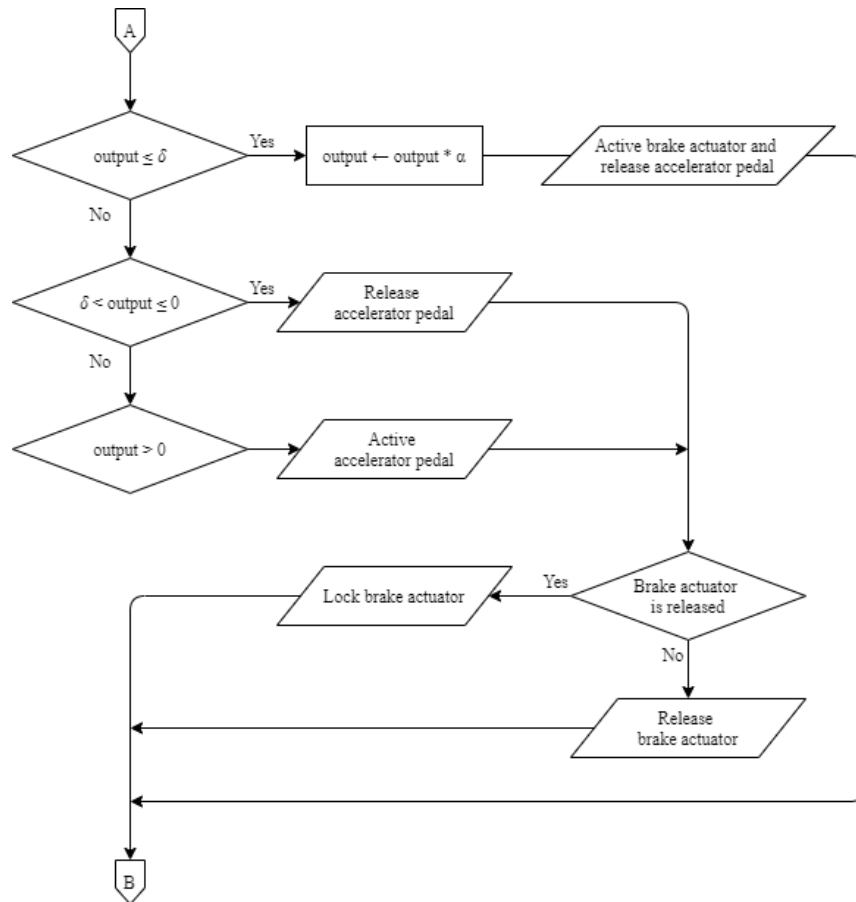 A
output ≤ δ
Yes
output ← output * α
Active brake actuator and
release accelerator pedal
No
δ < output ≤ 0
Yes
Release
accelerator pedal
No
output > 0
Active
accelerator pedal
Brake actuator
is released
Yes
Lock brake actuator
No
Release
brake actuator
B